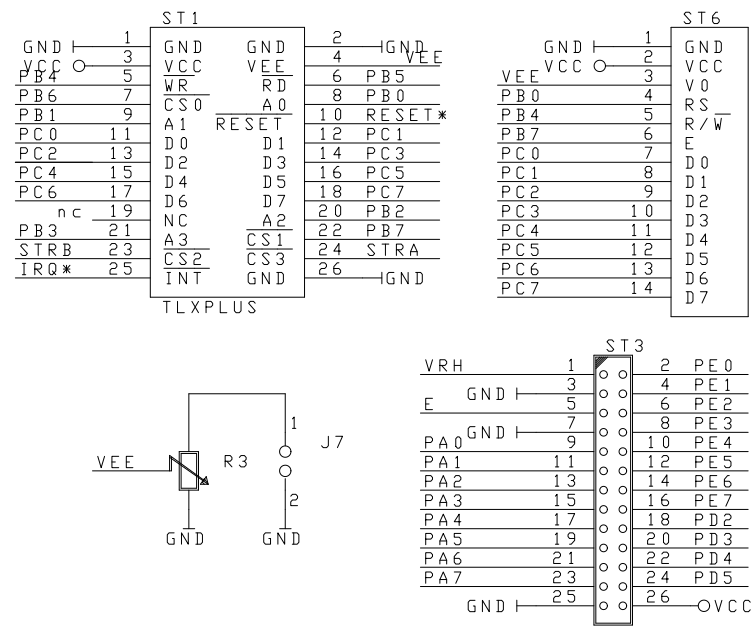 ST1
GND 1 GND GND 2 GND
VCC 3 VCC VEE 4 VEE
PB4 5 WR RD 6 PB5
PB6 7 CS0 A0 8 PB0
PB1 9 A1 RESET 10 RESET*
PC0 11 D0 D1 12 PC1
PC2 13 D2 D3 14 PC3
PC4 15 D4 D5 16 PC5
PC6 17 D6 D7 18 PC7
nc 19 NC A2 20 PB2
PB3 21 A3 CS1 22 PB7
STRB 23 CS2 CS3 24 STRA
IRQ* 25 INT GND 26 GND
TLXPLUS
ST6
GND 1 GND
VCC 2 VCC
VEE 3 V0
PB0 4 RS
PB4 5 R/W
PB7 6 E
PC0 7 D0
PC1 8 D1
PC2 9 D2
PC3 10 D3
PC4 11 D4
PC5 12 D5
PC6 13 D6
PC7 14 D7
VEE R3 1 J7
2
GND GND
ST3
VRH 1 2 PE0
GND 3 4 PE1
E 5 6 PE2
GND 7 8 PE3
PA0 9 10 PE4
PA1 11 12 PE5
PA2 13 14 PE6
PA3 15 16 PE7
PA4 17 18 PD2
PA5 19 20 PD3
PA6 21 22 PD4
PA7 23 24 PD5
GND 25 26 VCC